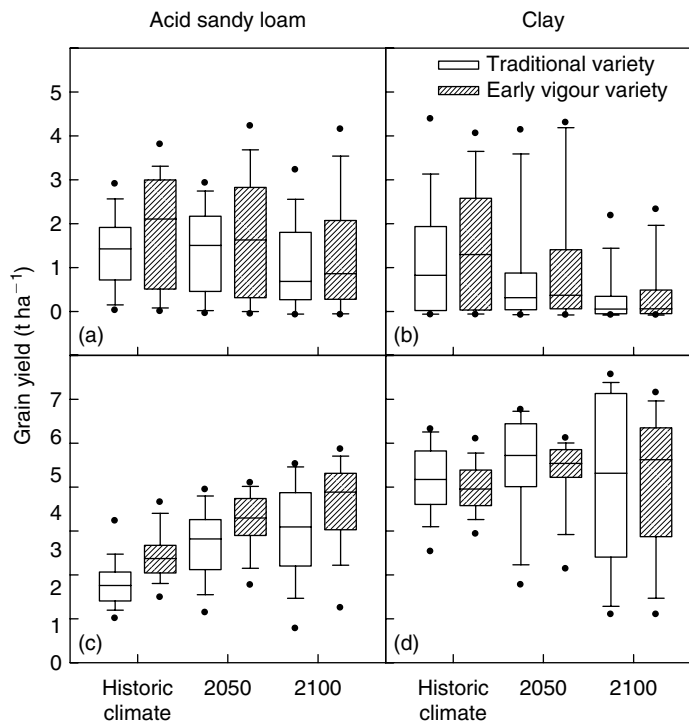 Acid sandy loam
Clay
6
5
4
3
2
1
0
Traditional variety
Early vigour variety
(a)
(b)
Grain yield (t ha−1)
7
6
5
3
2
1
0
(c)
(d)
Historic climate
2050
2100
Historic climate
2050
2100